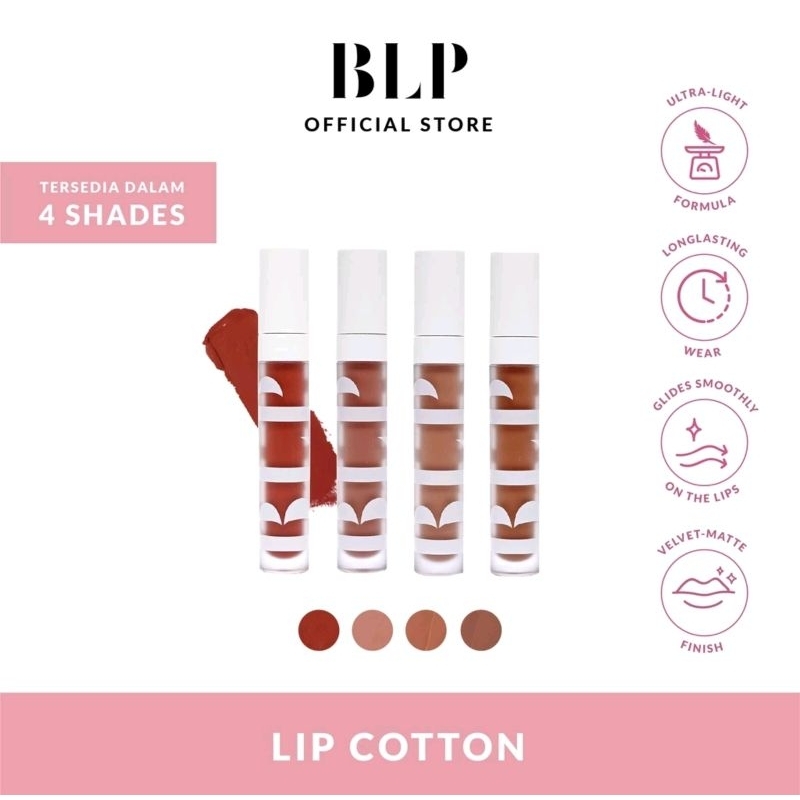 BLP
OFFICIAL STORE
TERSEDIA DALAM
4 SHADES
ULTRA-LIGHT
FORMULA
LONGLASTING
WEAR
GLIDES SMOOTHLY
ON THE LIPS
VELVET-MATTE
FINISH
LIP COTTON